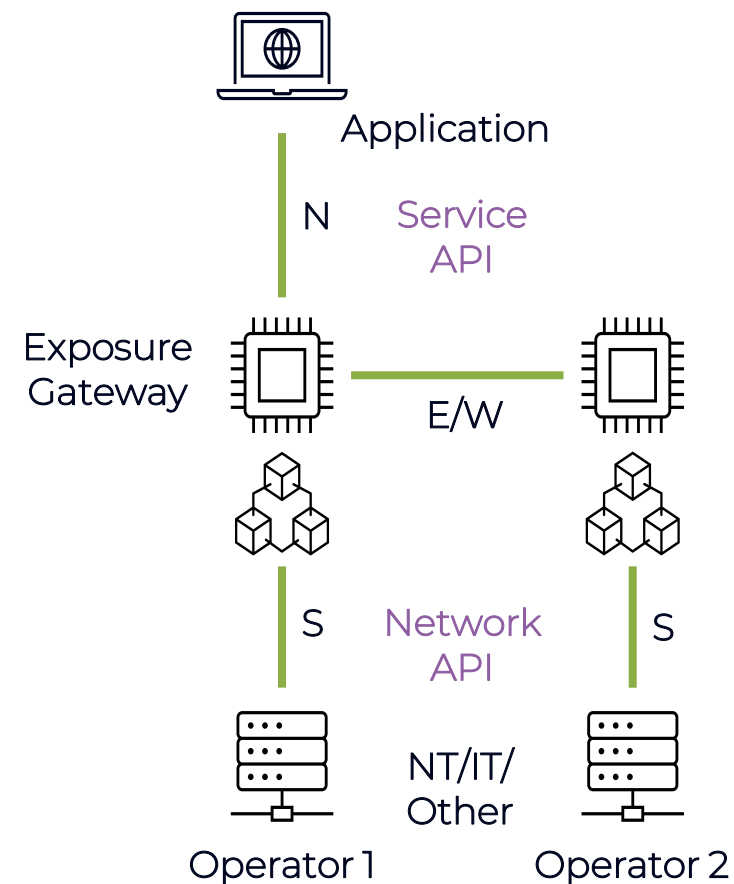 Application
N
Service
API
Exposure
Gateway
E/W
S
Network
API
S
NT/IT/
Other
Operator 1
Operator 2